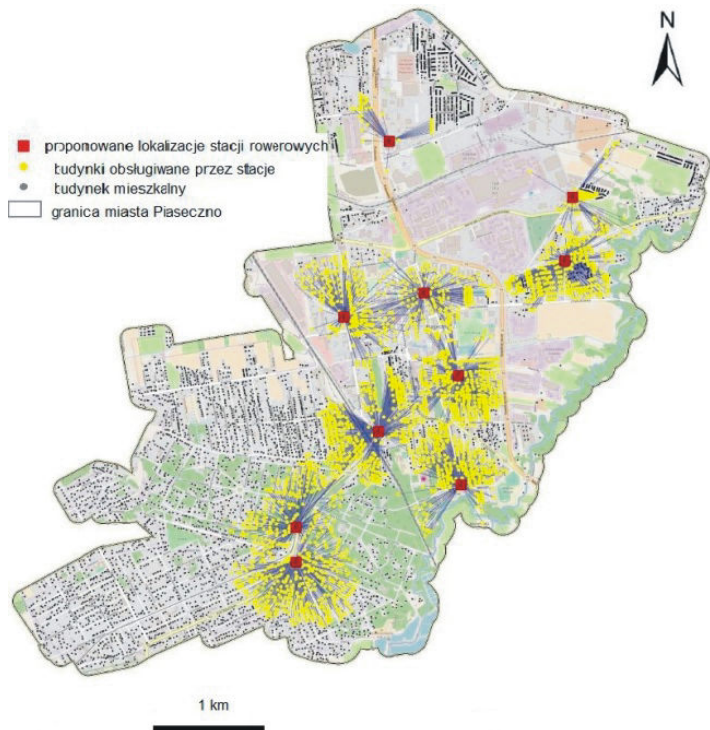 N
proponowane lokalizacje stacji rowerowych
budynki obsługiwane przez stacje
budynek mieszkalny
granica miasta Piaseczno
1 km